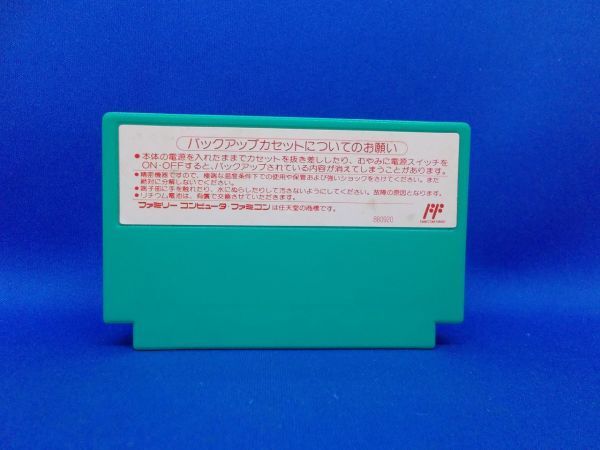 バックアップカセットについてのお願い
●本体の電源を入れたままでカセットを抜き差ししたり、むやみに電源スイッチを
ON・OFFすると、バックアップされている内容が消えてしまうことがあります。
●精密機器ですので、極端な温度条件下での使用や保管および強いショックをさけてください。また
絶対に分解しないでください。
●端子部に手を触れたり、水にぬらしたりして汚さないようにしてください。故障の原因となります。
●リチウム電池は、有償で交換させていただきます。
ファミリー コンピュータ・ファミコンは任天堂の商標です。
880920